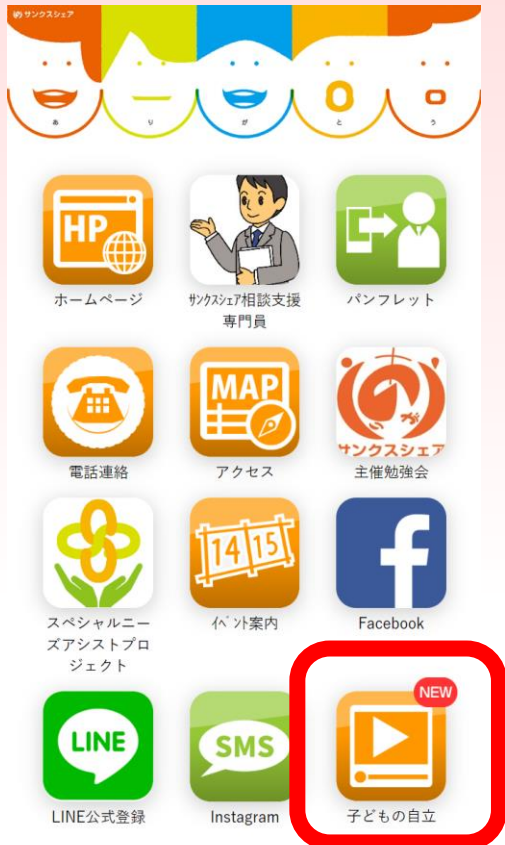 サンクスシェア
あ り が と う
HP
ホームページ
サンクスシェア相談支援
専門員
パンフレット
電話連絡
MAP
アクセス
サンクスシェア
主催勉強会
スペシャルニー
ズアシストプロ
ジェクト
14 15
イベント案内
f
Facebook
LINE
LINE公式登録
SMS
Instagram
NEW
子どもの自立